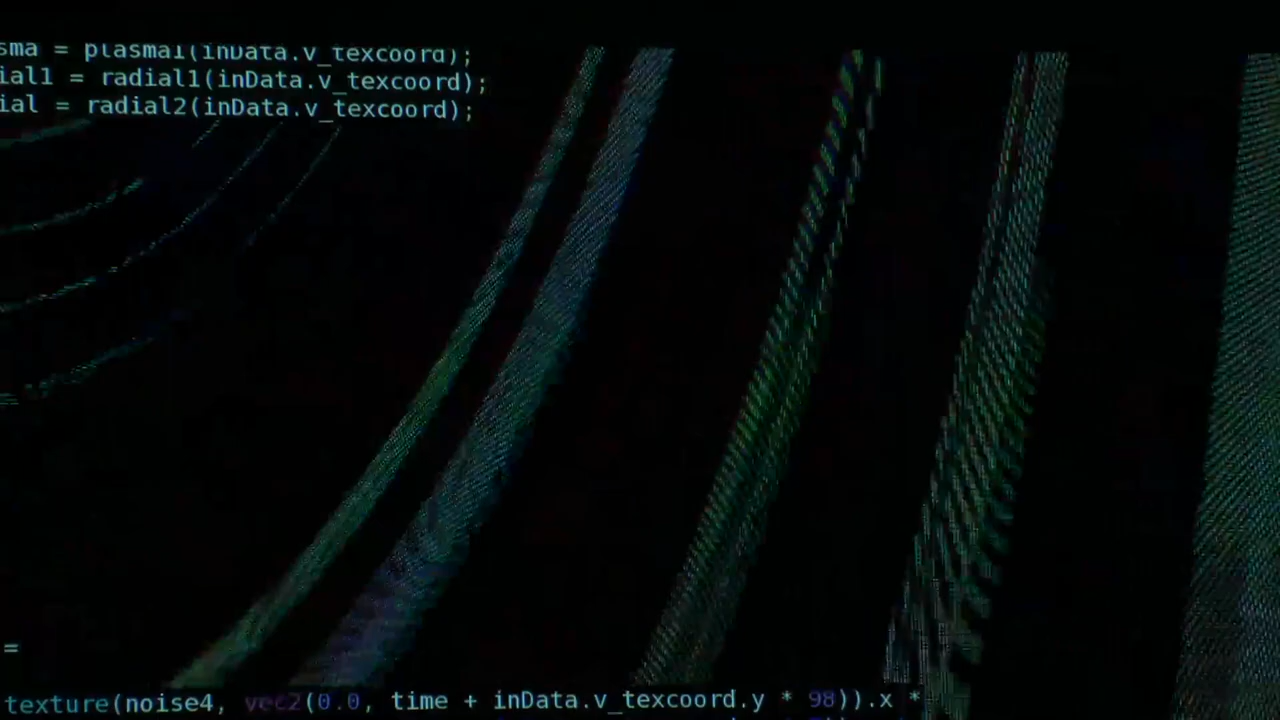 sma = plasma1(inData.v_texcoord);
ial1 = radial1(inData.v_texcoord);
ial = radial2(inData.v_texcoord);
=
texture(noise4, vec2(0.0, time + inData.v_texcoord.y * 98)).x *